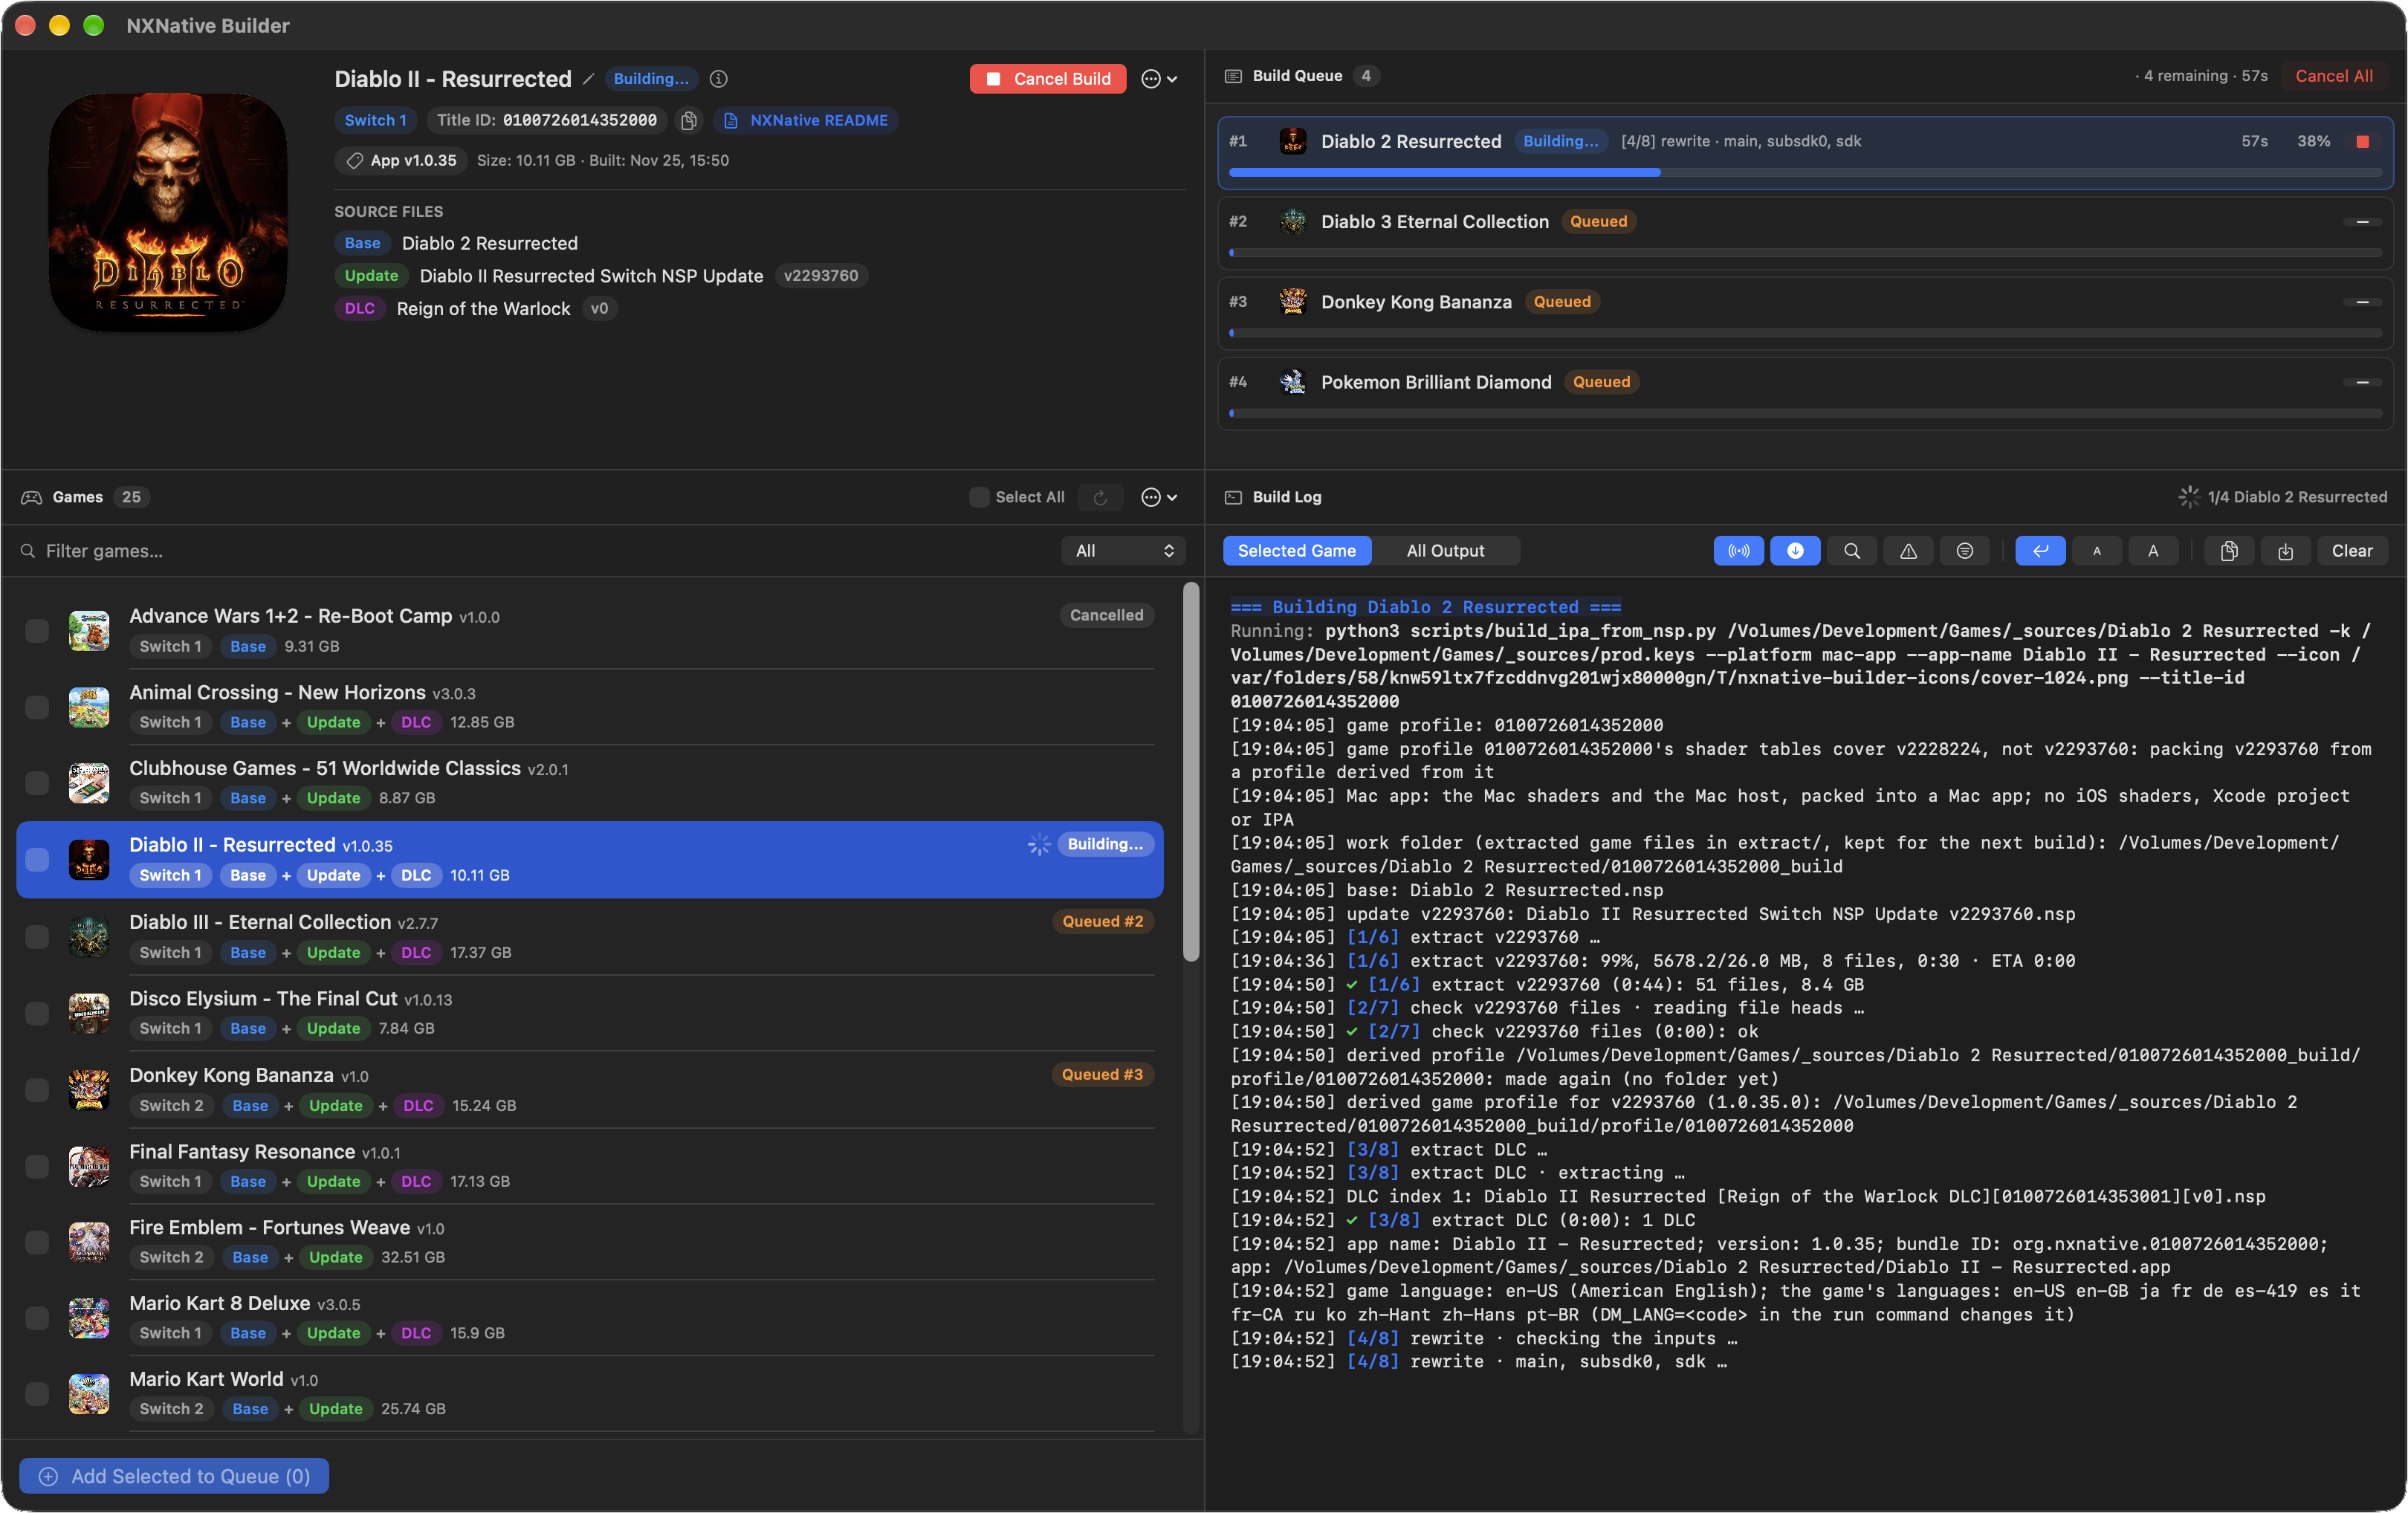 NXNative Builder
Diablo II - Resurrected Building...
Cancel Build
Switch 1 Title ID: 0100726014352000 NXNative README
App v1.0.35 Size: 10.11 GB · Built: Nov 25, 15:50
SOURCE FILES
Base Diablo 2 Resurrected
Update Diablo II Resurrected Switch NSP Update v2293760
DLC Reign of the Warlock v0
DIABLO
II
RESURRECTED
Build Queue 4
· 4 remaining · 57s Cancel All
#1 Diablo 2 Resurrected Building... [4/8] rewrite · main, subsdk0, sdk 57s 38%
#2 Diablo 3 Eternal Collection Queued
#3 Donkey Kong Bananza Queued
#4 Pokemon Brilliant Diamond Queued
Games 25
Select All
Filter games...
All
Advance Wars 1+2 - Re-Boot Camp v1.0.0 Cancelled
Switch 1 Base 9.31 GB
Animal Crossing - New Horizons v3.0.3
Switch 1 Base + Update + DLC 12.85 GB
Clubhouse Games - 51 Worldwide Classics v2.0.1
Switch 1 Base + Update 8.87 GB
Diablo II - Resurrected v1.0.35 Building...
Switch 1 Base + Update + DLC 10.11 GB
Diablo III - Eternal Collection v2.7.7 Queued #2
Switch 1 Base + Update + DLC 17.37 GB
Disco Elysium - The Final Cut v1.0.13
Switch 1 Base + Update 7.84 GB
Donkey Kong Bananza v1.0 Queued #3
Switch 2 Base + Update + DLC 15.24 GB
Final Fantasy Resonance v1.0.1
Switch 1 Base + Update + DLC 17.13 GB
Fire Emblem - Fortunes Weave v1.0
Switch 2 Base + Update 32.51 GB
Mario Kart 8 Deluxe v3.0.5
Switch 1 Base + Update + DLC 15.9 GB
Mario Kart World v1.0
Switch 2 Base + Update 25.74 GB
Add Selected to Queue (0)
Build Log
1/4 Diablo 2 Resurrected
Selected Game All Output
A A Clear
=== Building Diablo 2 Resurrected ===
Running: python3 scripts/build_ipa_from_nsp.py /Volumes/Development/Games/_sources/Diablo 2 Resurrected -k /
Volumes/Development/Games/_sources/prod.keys --platform mac-app --app-name Diablo II - Resurrected --icon /
var/folders/58/knw59ltx7fzcddnvg201wjx80000gn/T/nxnative-builder-icons/cover-1024.png --title-id
0100726014352000
[19:04:05] game profile: 0100726014352000
[19:04:05] game profile 0100726014352000's shader tables cover v2228224, not v2293760: packing v2293760 from
a profile derived from it
[19:04:05] Mac app: the Mac shaders and the Mac host, packed into a Mac app; no iOS shaders, Xcode project
or IPA
[19:04:05] work folder (extracted game files in extract/, kept for the next build): /Volumes/Development/
Games/_sources/Diablo 2 Resurrected/0100726014352000_build
[19:04:05] base: Diablo 2 Resurrected.nsp
[19:04:05] update v2293760: Diablo II Resurrected Switch NSP Update v2293760.nsp
[19:04:05] [1/6] extract v2293760 …
[19:04:36] [1/6] extract v2293760: 99%, 5678.2/26.0 MB, 8 files, 0:30 · ETA 0:00
[19:04:50] ✓ [1/6] extract v2293760 (0:44): 51 files, 8.4 GB
[19:04:50] [2/7] check v2293760 files · reading file heads …
[19:04:50] ✓ [2/7] check v2293760 files (0:00): ok
[19:04:50] derived profile /Volumes/Development/Games/_sources/Diablo 2 Resurrected/0100726014352000_build/
profile/0100726014352000: made again (no folder yet)
[19:04:50] derived game profile for v2293760 (1.0.35.0): /Volumes/Development/Games/_sources/Diablo 2
Resurrected/0100726014352000_build/profile/0100726014352000
[19:04:52] [3/8] extract DLC …
[19:04:52] [3/8] extract DLC · extracting …
[19:04:52] DLC index 1: Diablo II Resurrected [Reign of the Warlock DLC][0100726014353001][v0].nsp
[19:04:52] ✓ [3/8] extract DLC (0:00): 1 DLC
[19:04:52] app name: Diablo II - Resurrected; version: 1.0.35; bundle ID: org.nxnative.0100726014352000;
app: /Volumes/Development/Games/_sources/Diablo 2 Resurrected/Diablo II - Resurrected.app
[19:04:52] game language: en-US (American English); the game's languages: en-US en-GB ja fr de es-419 es it
fr-CA ru ko zh-Hant zh-Hans pt-BR (DM_LANG=<code> in the run command changes it)
[19:04:52] [4/8] rewrite · checking the inputs …
[19:04:52] [4/8] rewrite · main, subsdk0, sdk …